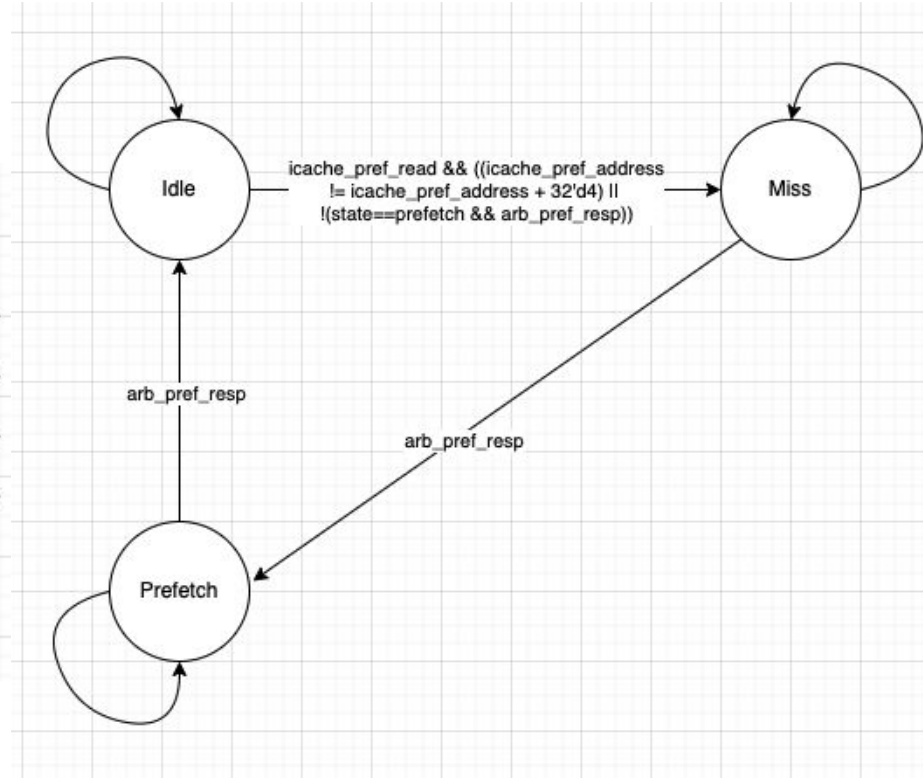 Idle
icache_pref_read && ((icache_pref_address
!= icache_pref_address + 32'd4) ||
!(state==prefetch && arb_pref_resp))
Miss
arb_pref_resp
arb_pref_resp
Prefetch